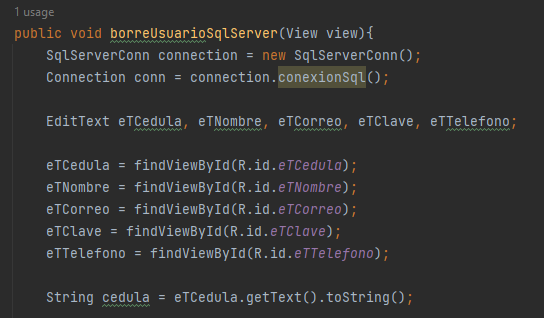 1 usage
public void borreUsuarioSqlServer(View view){
SqlServerConn connection = new SqlServerConn();
Connection conn = connection.conexionSql();
EditText eTCedula, eTNombre, eTCorreo, eTClave, eTTelefono;
eTCedula = findViewById(R.id.eTCedula);
eTNombre = findViewById(R.id.eTNombre);
eTCorreo = findViewById(R.id.eTCorreo);
eTClave = findViewById(R.id.eTClave);
eTTelefono = findViewById(R.id.eTTelefono);
String cedula = eTCedula.getText().toString();